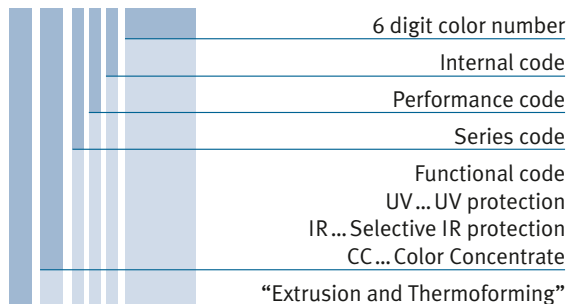 6 digit color number
Internal code
Performance code
Series code
Functional code
UV ... UV protection
IR ... Selective IR protection
CC ... Color Concentrate
“Extrusion and Thermoforming”